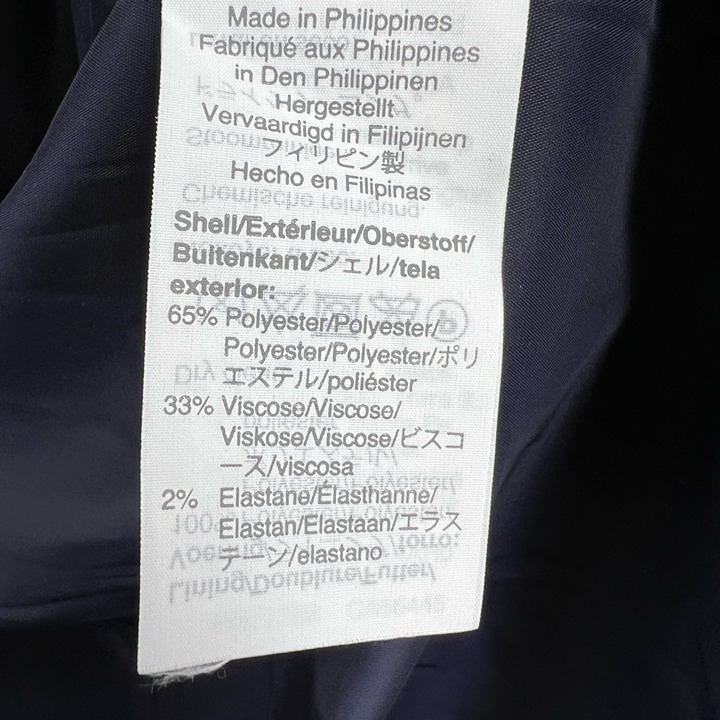 Made in Philippines
Fabriqué aux Philippines
in Den Philippinen
Hergestellt
Vervaardigd in Filipijnen
フィリピン製
Hecho en Filipinas
Shell/Extérieur/Oberstoff/
Buitenkant/シェル/tela
exterior:
65% Polyester/Polyester/
Polyester/Polyester/ポリ
エステル/poliéster
33% Viscose/Viscose/
Viskose/Viscose/ビスコ
ース/viscosa
2% Elastane/Élasthanne/
Elastan/Elastaan/エラス
テーン/elastano